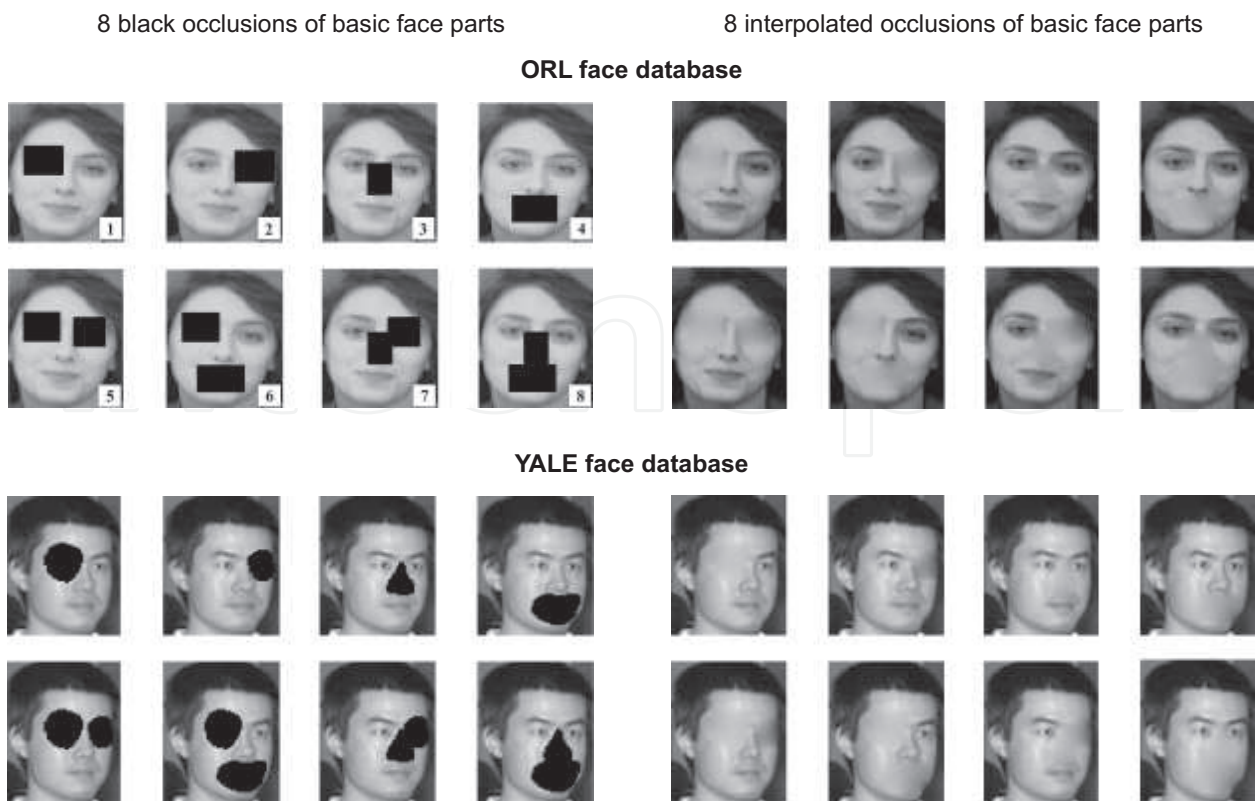 8 black occlusions of basic face parts
8 interpolated occlusions of basic face parts
ORL face database
1 2 3 4
5 6 7 8
YALE face database